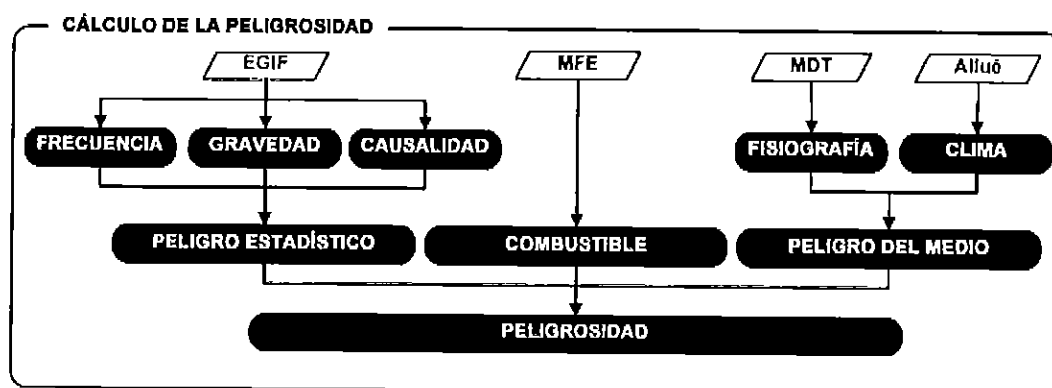 CÁLCULO DE LA PELIGROSIDAD
EGIF MFE MDT Alluó
FRECUENCIA GRAVEDAD CAUSALIDAD FISIOGRAFÍA CLIMA
PELIGRO ESTADÍSTICO COMBUSTIBLE PELIGRO DEL MEDIO
PELIGROSIDAD